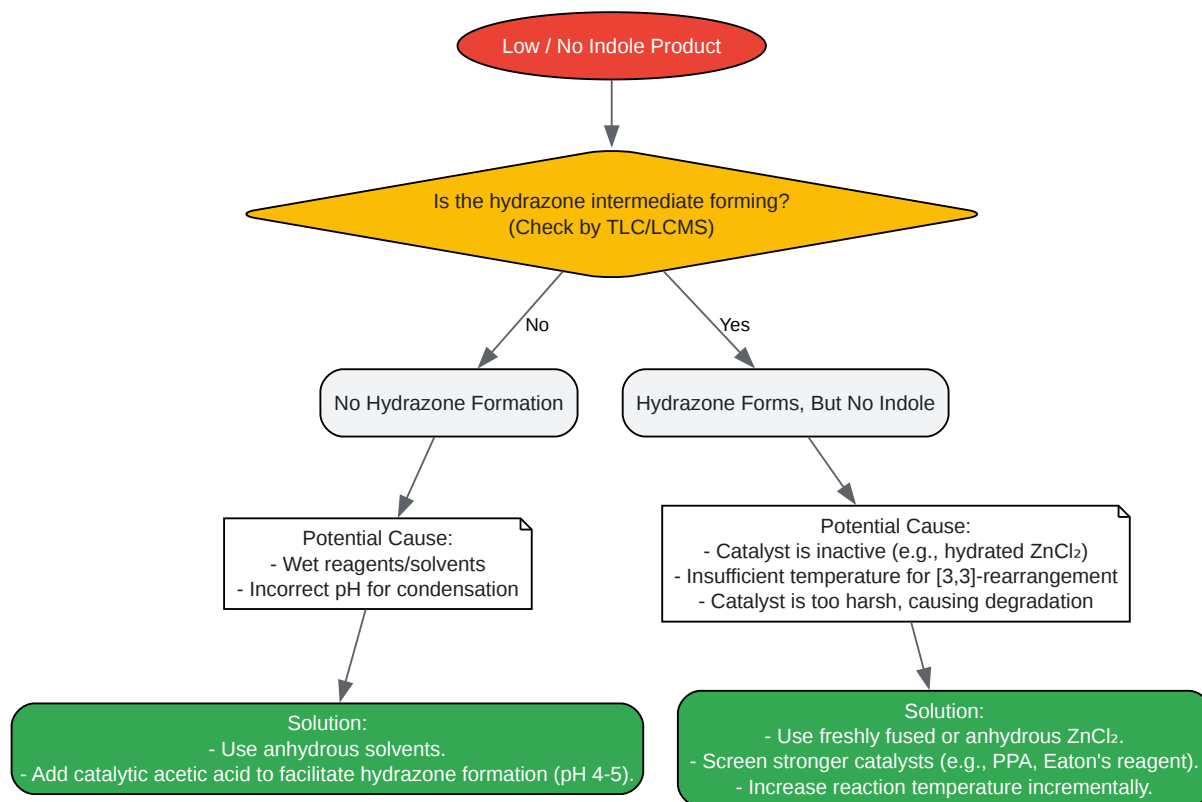 Low / No Indole Product
Is the hydrazone intermediate forming?
(Check by TLC/LCMS)
No
Yes
No Hydrazone Formation
Hydrazone Forms, But No Indole
Potential Cause:
- Wet reagents/solvents
- Incorrect pH for condensation
Potential Cause:
- Catalyst is inactive (e.g., hydrated ZnCl₂)
- Insufficient temperature for [3,3]-rearrangement
- Catalyst is too harsh, causing degradation
Solution:
- Use anhydrous solvents.
- Add catalytic acetic acid to facilitate hydrazone formation (pH 4-5).
Solution:
- Use freshly fused or anhydrous ZnCl₂.
- Screen stronger catalysts (e.g., PPA, Eaton's reagent).
- Increase reaction temperature incrementally.